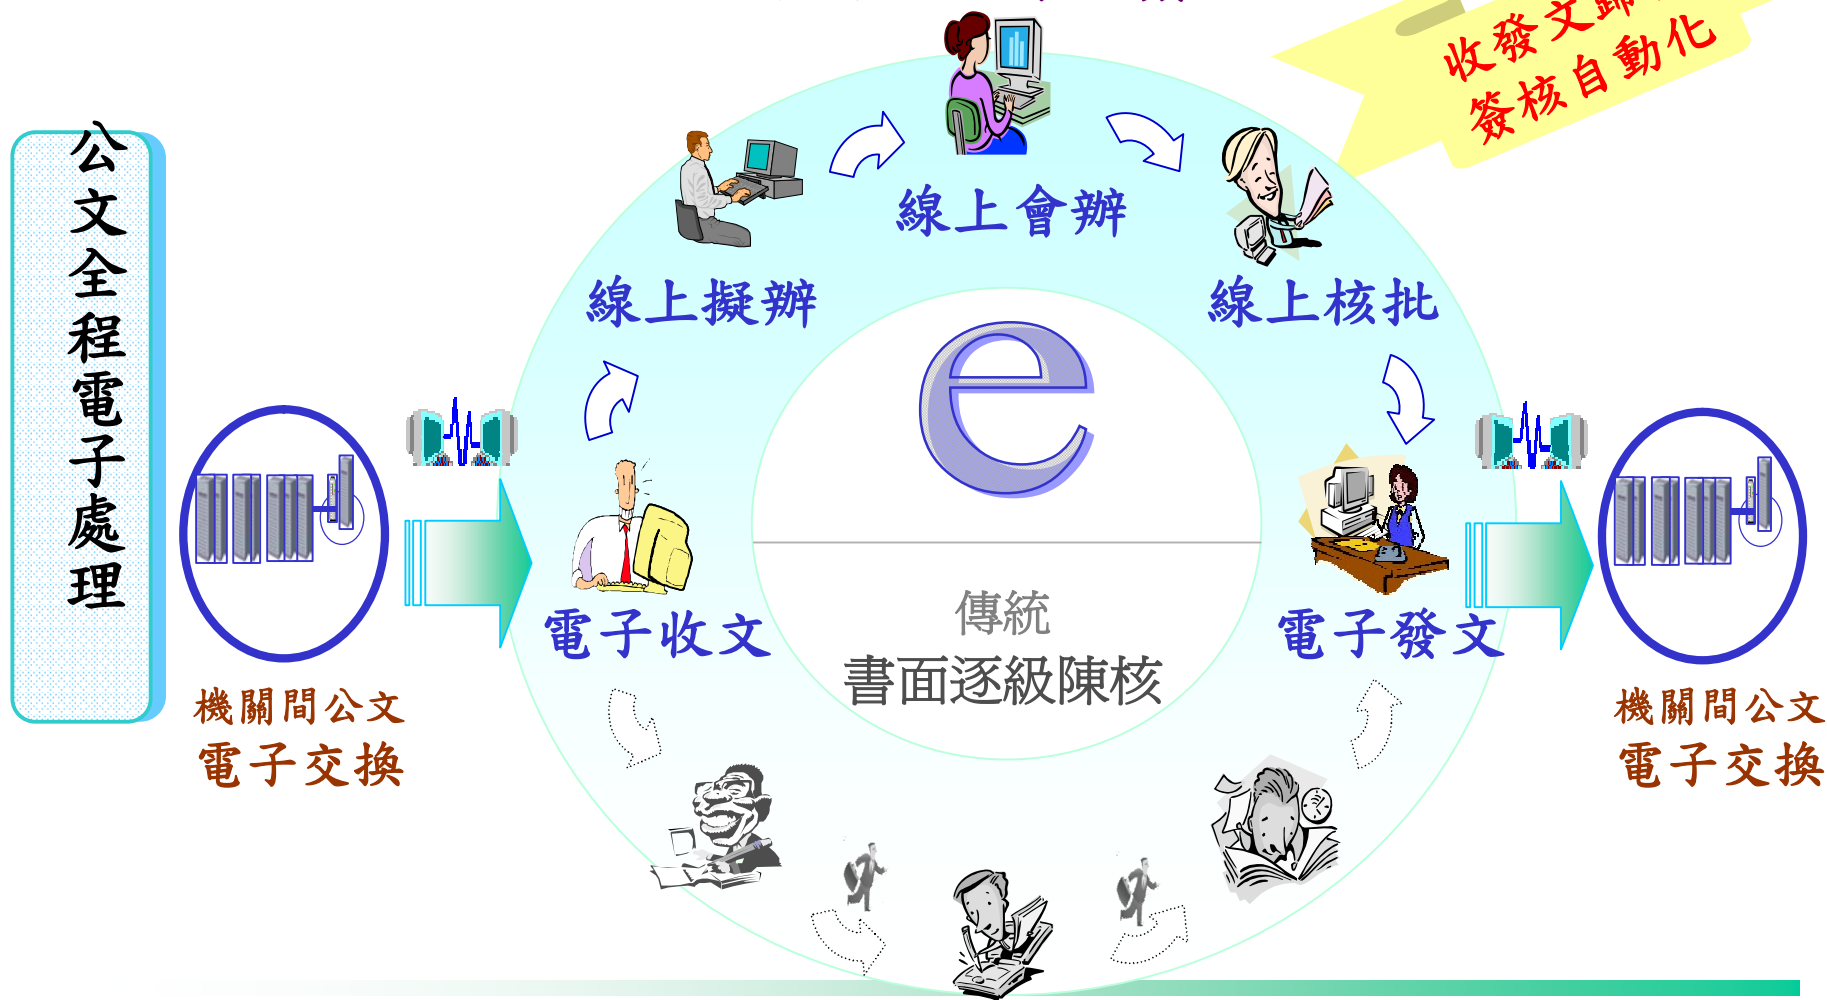 收發文歸
簽核自動化
公文全程電子處理
線上會辦
線上擬辦
線上核批
e
電子收文
電子發文
傳統
書面逐級陳核
機關間公文
電子交換
機關間公文
電子交換